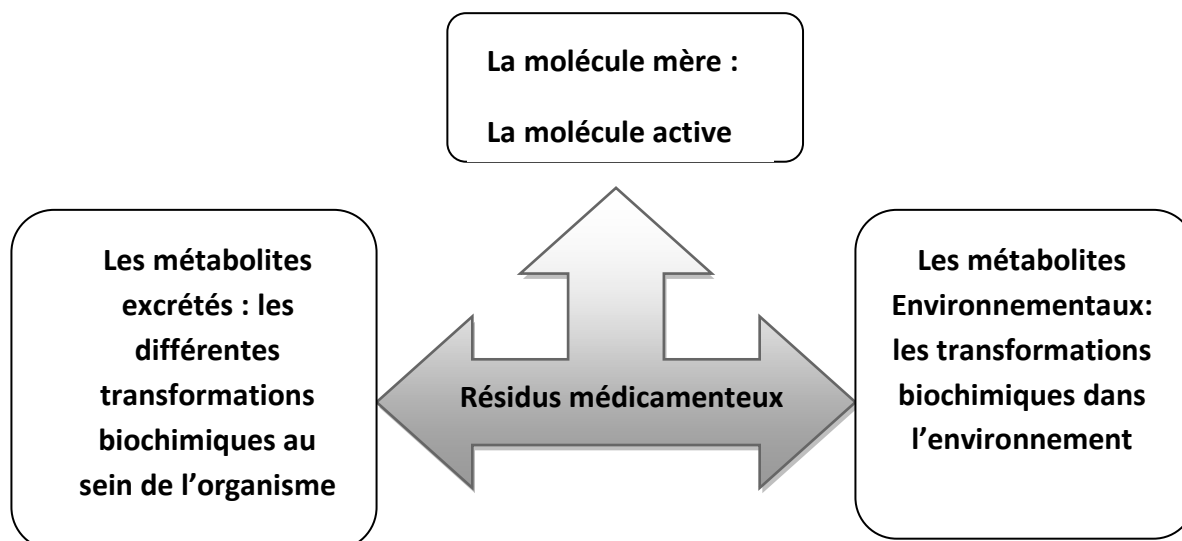 La molécule mère :
La molécule active
Les métabolites
excrétés : les
différentes
transformations
biochimiques au
sein de l’organisme
Résidus médicamenteux
Les métabolites
Environnementaux:
les transformations
biochimiques dans
l’environnement